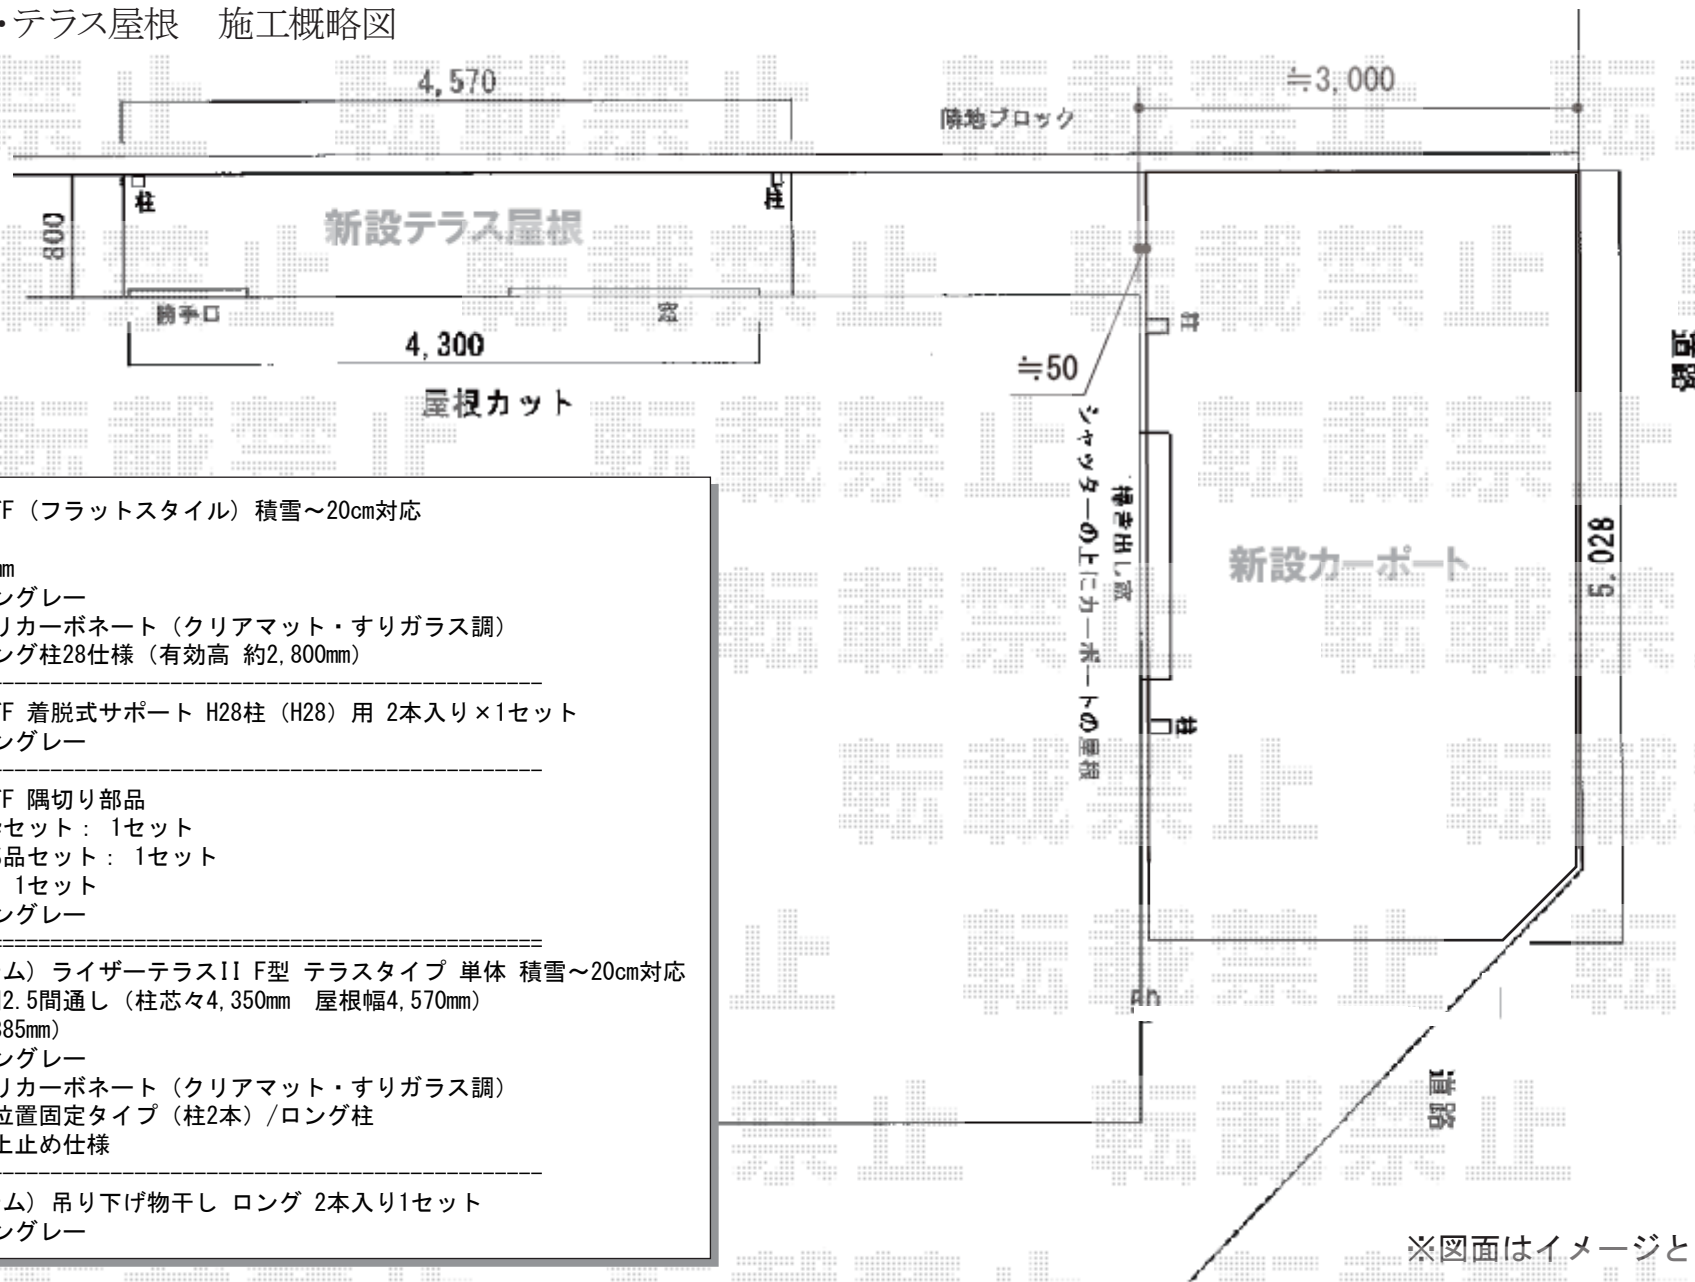 ・テラス屋根　施工概略図
4,570
≒3,000
隣地ブロック
柱
柱
新設テラス屋根
800
勝手口
窓
4,300
屋根カット
≒50
柱
道路
シャッターの上にカーポートの屋根
掃き出し窓
新設カーポート
5,028
柱
道路
F（フラットスタイル）積雪～20cm対応
mm
ングレー
リカーボネート（クリアマット・すりガラス調）
ング柱28仕様（有効高 約2,800mm）
F 着脱式サポート H28柱（H28）用 2本入り×1セット
ングレー
F 隅切り部品
セット： 1セット
品セット： 1セット
1セット
ングレー
ム）ライザーテラスII F型 テラスタイプ 単体 積雪～20cm対応
2.5間通し（柱芯々4,350mm　屋根幅4,570mm）
885mm）
ングレー
リカーボネート（クリアマット・すりガラス調）
位置固定タイプ（柱2本）/ロング柱
上止め仕様
ム）吊り下げ物干し ロング 2本入り1セット
ングレー
※図面はイメージと
転載禁止